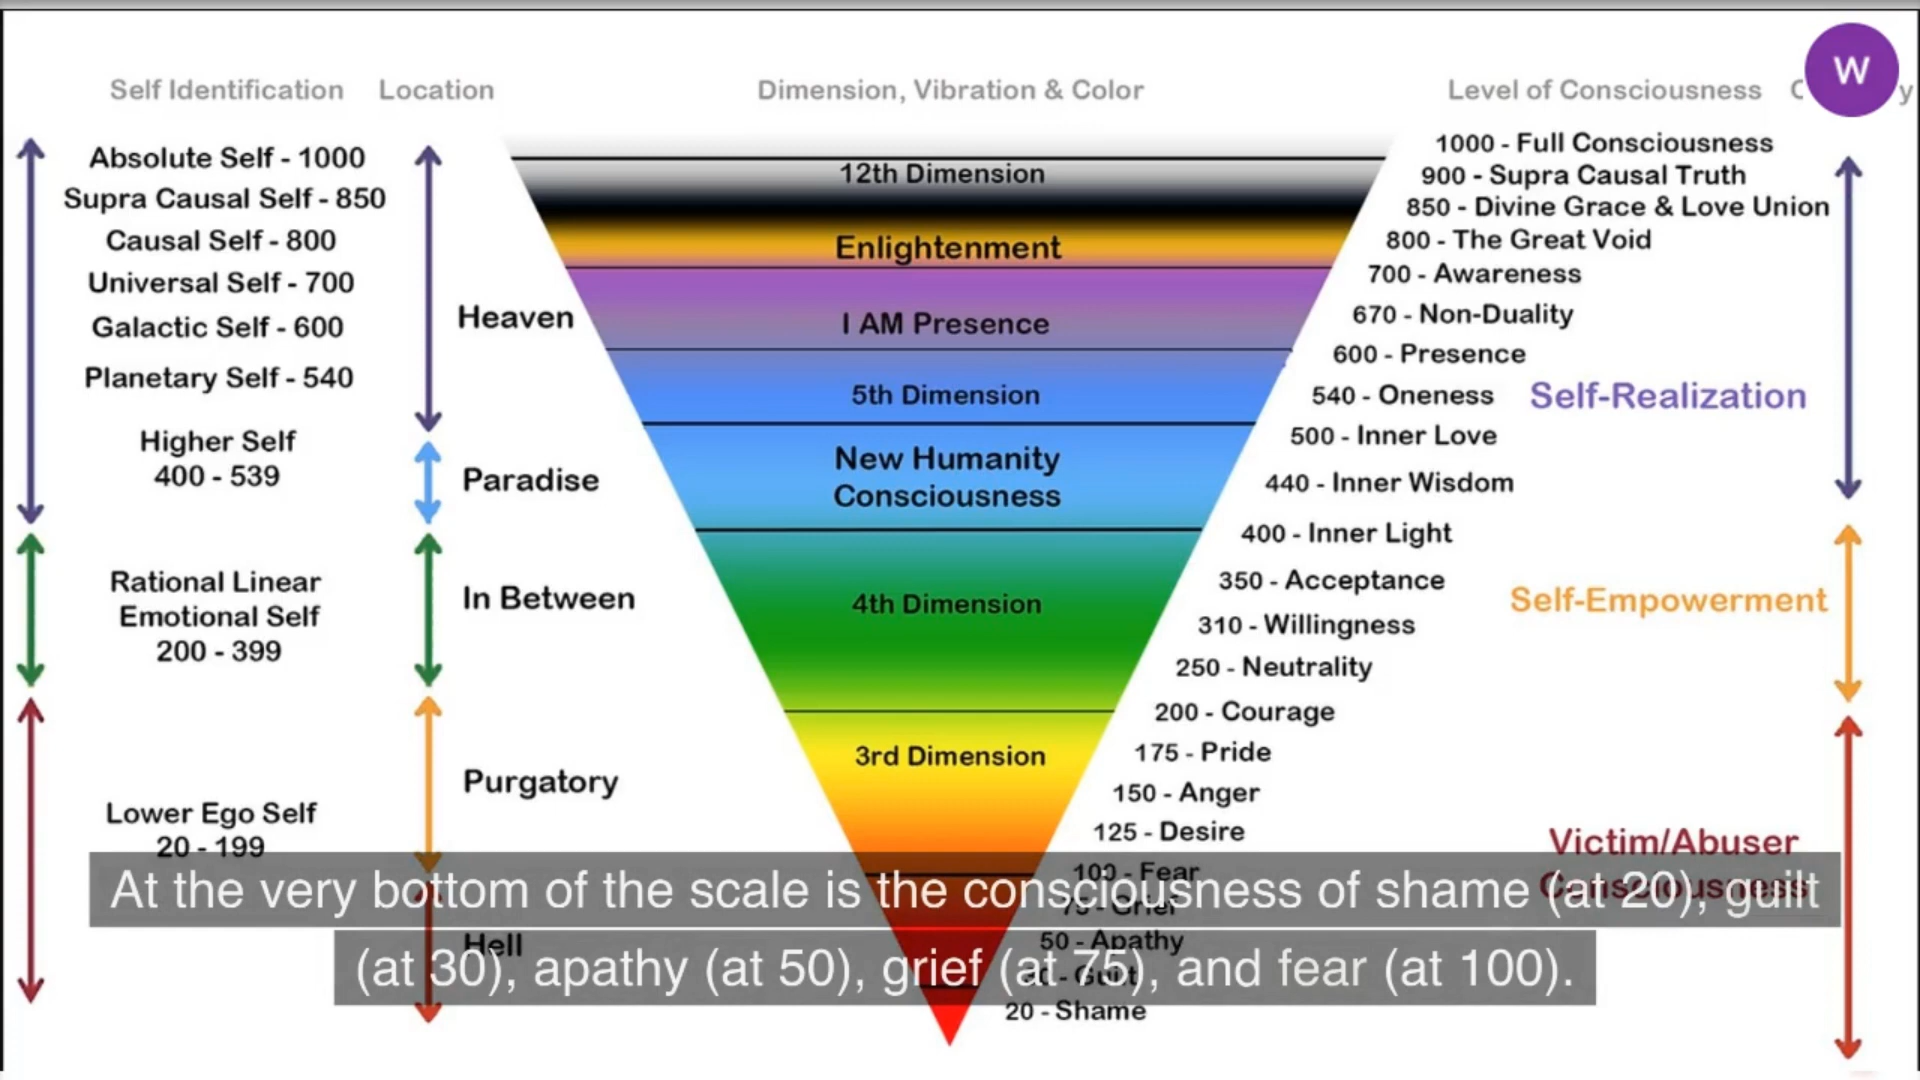 Self Identification
Location
Dimension, Vibration & Color
Level of Consciousness
W
y
Absolute Self - 1000
Supra Causal Self - 850
Causal Self - 800
Universal Self - 700
Galactic Self - 600
Planetary Self - 540
Higher Self
400 - 539
Rational Linear
Emotional Self
200 - 399
Lower Ego Self
20 - 199
Heaven
Paradise
In Between
Purgatory
Hell
12th Dimension
Enlightenment
I AM Presence
5th Dimension
New Humanity
Consciousness
4th Dimension
3rd Dimension
1000 - Full Consciousness
900 - Supra Causal Truth
850 - Divine Grace & Love Union
800 - The Great Void
700 - Awareness
670 - Non-Duality
600 - Presence
540 - Oneness
500 - Inner Love
440 - Inner Wisdom
400 - Inner Light
350 - Acceptance
310 - Willingness
250 - Neutrality
200 - Courage
175 - Pride
150 - Anger
125 - Desire
100 - Fear
75 - Grief
50 - Apathy
30 - Guilt
20 - Shame
Self-Realization
Self-Empowerment
Victim/Abuser
Consciousness
At the very bottom of the scale is the consciousness of shame (at 20), guilt
(at 30), apathy (at 50), grief (at 75), and fear (at 100).